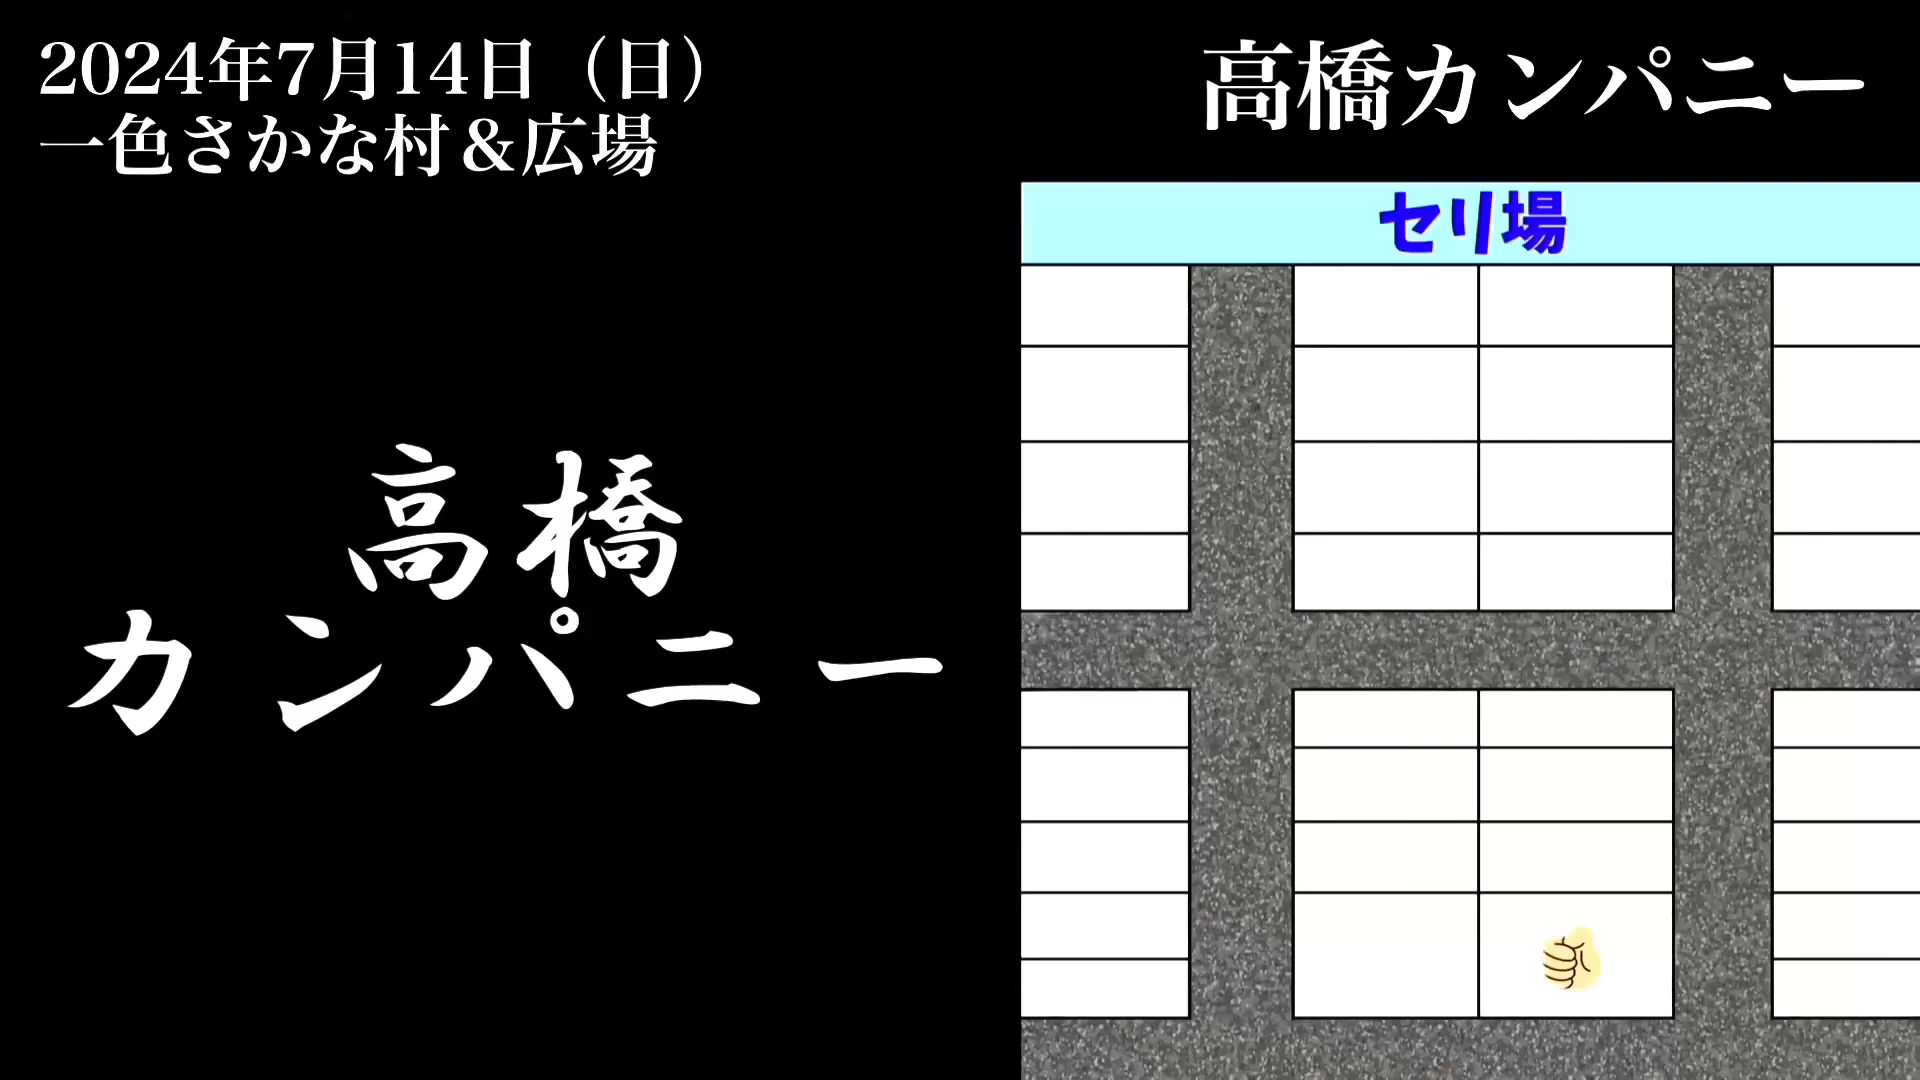 2024年7月14日（日）
一色さかな村＆広場
高橋カンパニー
セリ場
高橋
カンパニー